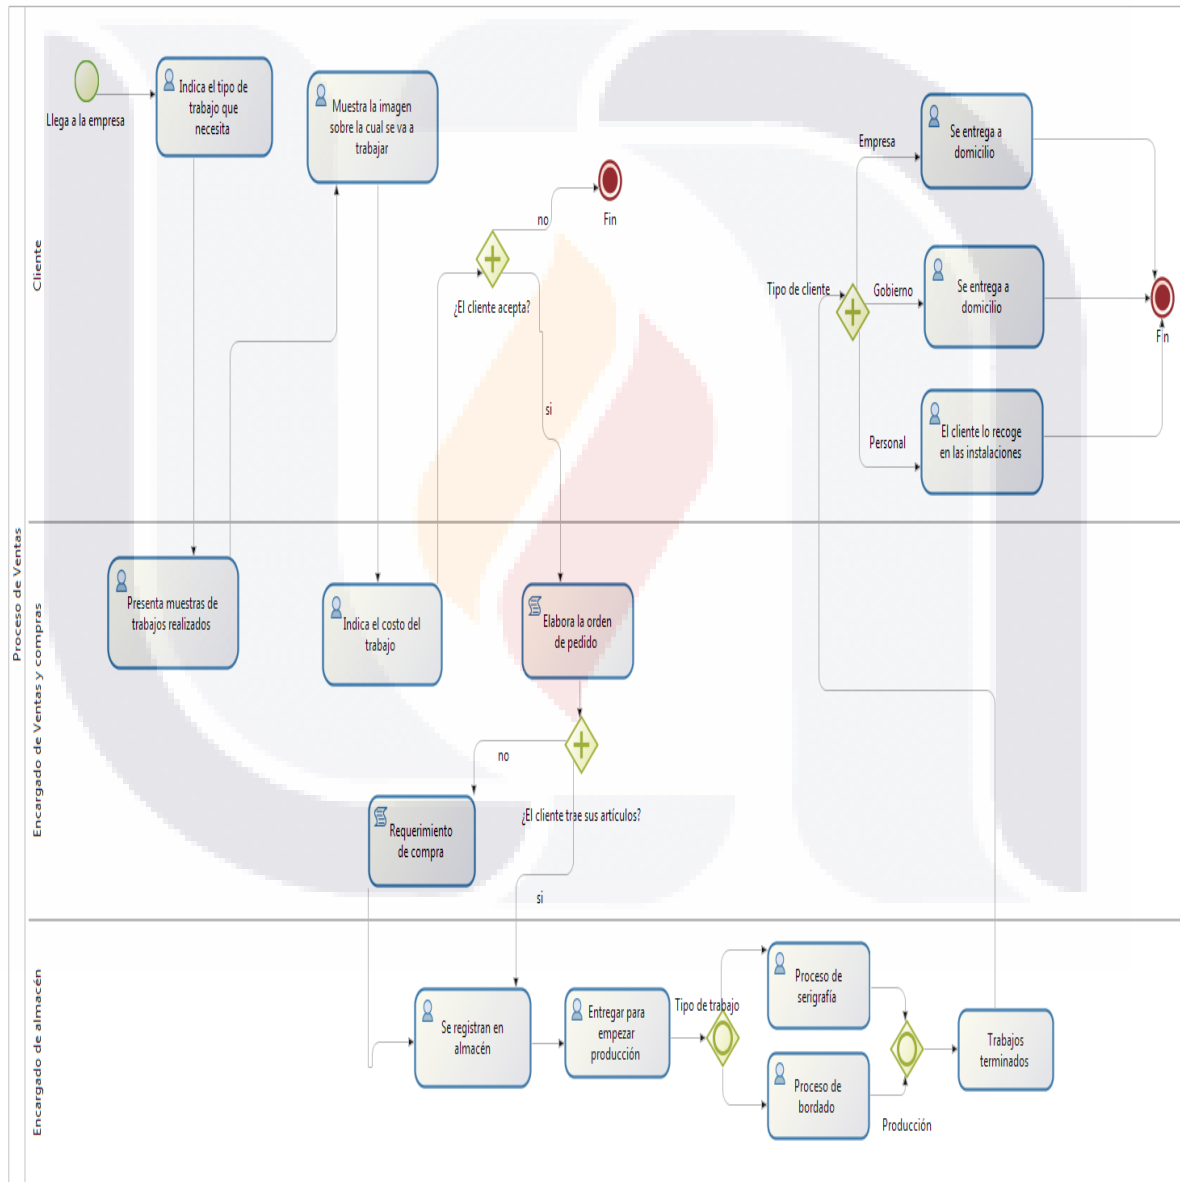 Proceso de Ventas
Cliente
Llega a la empresa
Indica el tipo de
trabajo que
necesita
Muestra la imagen
sobre la cual se va a
trabajar
no
Fin
¿El cliente acepta?
si
Tipo de cliente
Empresa
Se entrega a
domicilio
Gobierno
Se entrega a
domicilio
Personal
El cliente lo recoge
en las instalaciones
Fin
Encargado de Ventas y compras
Presenta muestras de
trabajos realizados
Indica el costo del
trabajo
Elabora la orden
de pedido
no
¿El cliente trae sus artículos?
Requerimiento
de compra
si
Encargado de almacén
Se registran en
almacén
Entregar para
empezar
producción
Tipo de trabajo
Proceso de
serigrafía
Proceso de
bordado
Producción
Trabajos
terminados